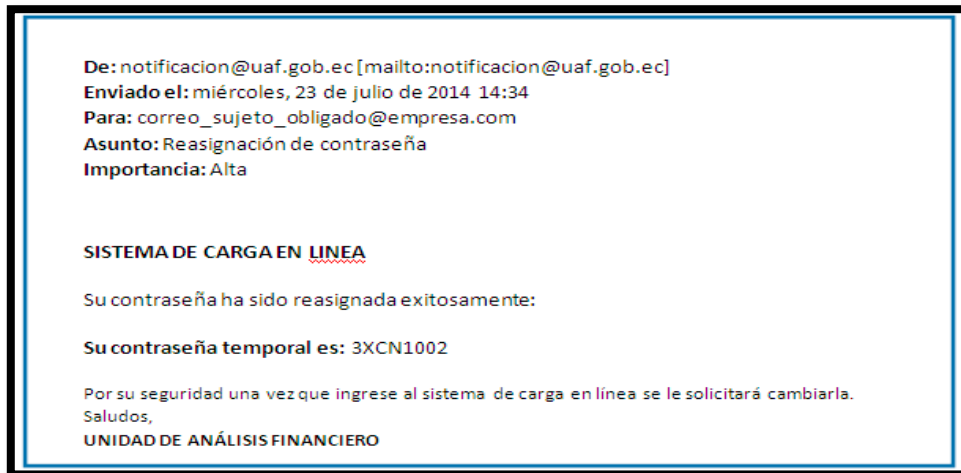 De: notificacion@uaf.gob.ec [mailto:notificacion@uaf.gob.ec]
Enviado el: miércoles, 23 de julio de 2014 14:34
Para: correo_sujeto_obligado@empresa.com
Asunto: Reasignación de contraseña
Importancia: Alta
SISTEMA DE CARGA EN LINEA
Su contraseña ha sido reasignada exitosamente:
Su contraseña temporal es: 3XCN1002
Por su seguridad una vez que ingrese al sistema de carga en línea se le solicitará cambiarla.
Saludos,
UNIDAD DE ANÁLISIS FINANCIERO